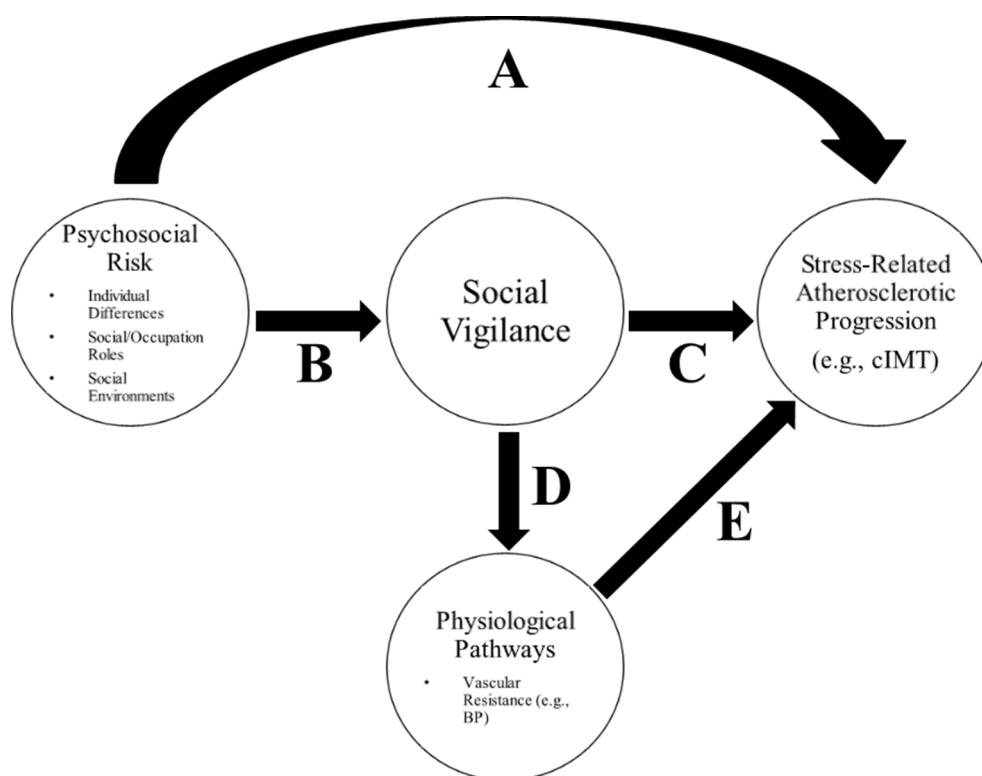 A
Psychosocial
Risk
• Individual
Differences
• Social/Occupation
Roles
• Social
Environments
B
Social
Vigilance
C
Stress-Related
Atherosclerotic
Progression
(e.g., cIMT)
D
E
Physiological
Pathways
• Vascular
Resistance (e.g.,
BP)